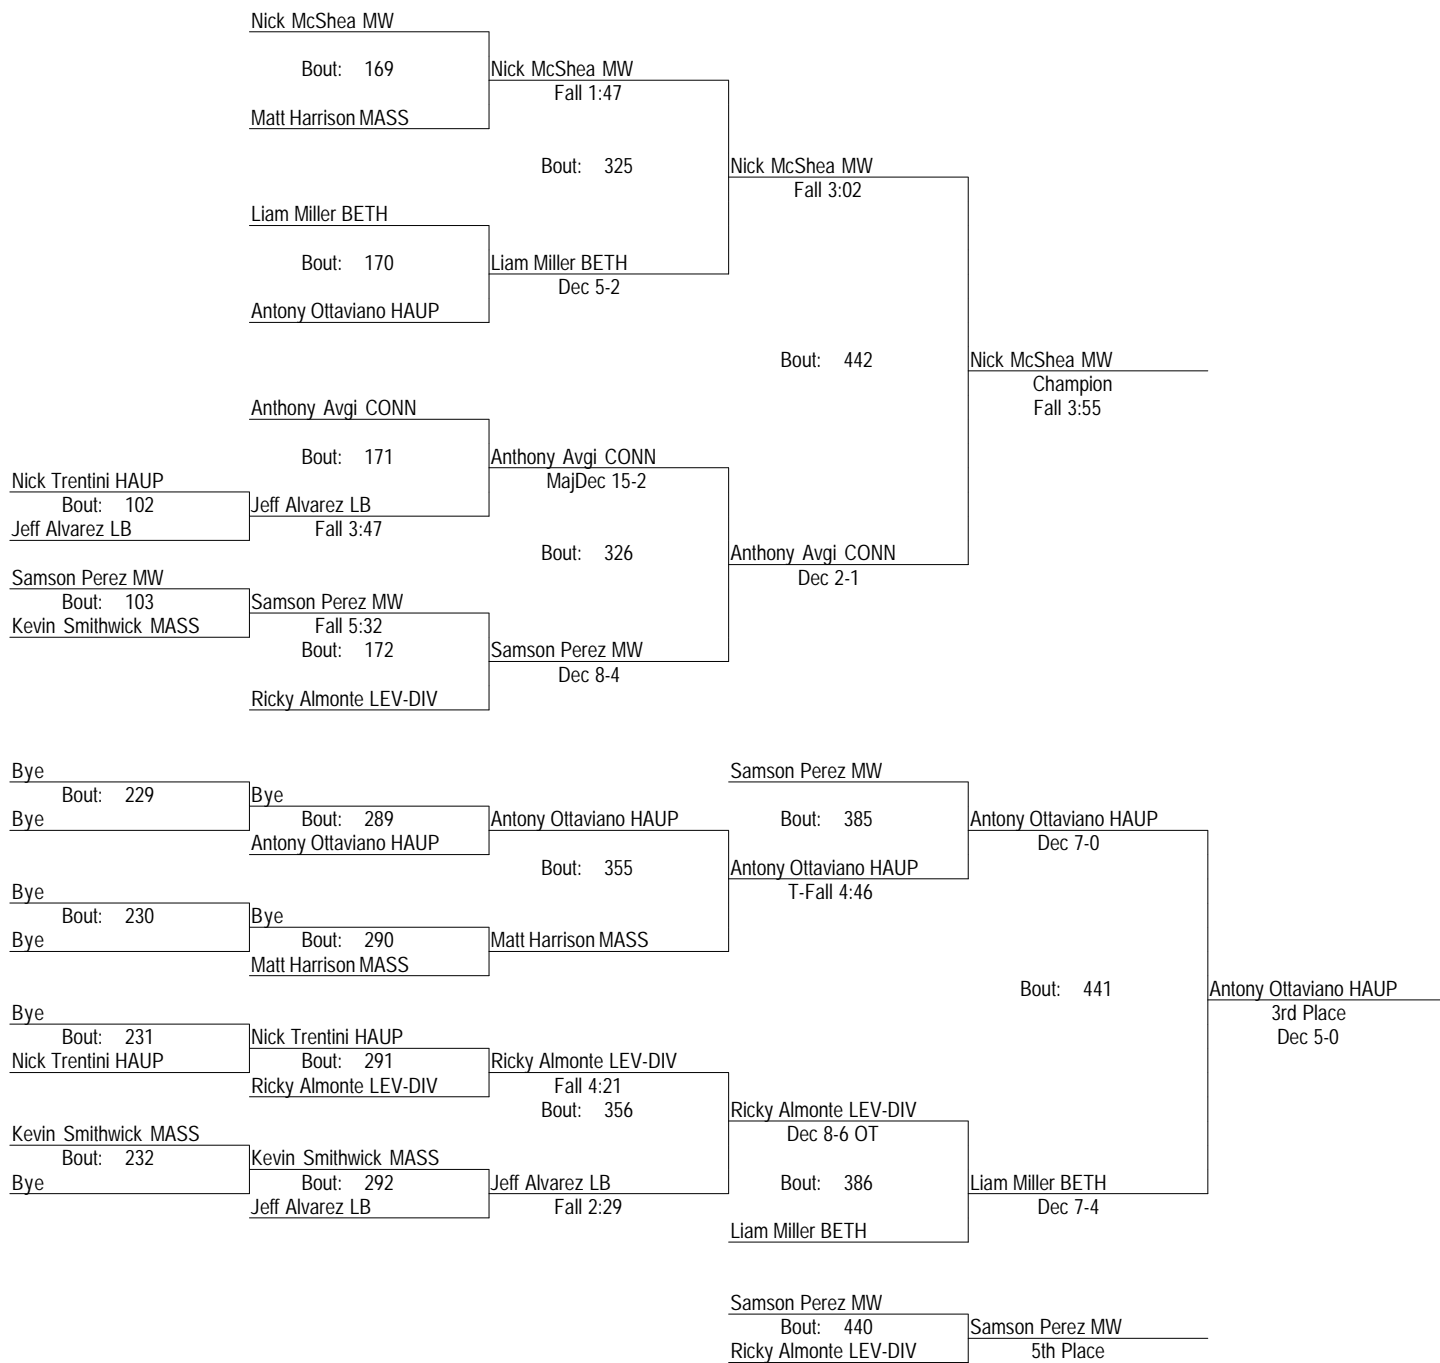 Nick McShea MW
Bout: 169
Nick McShea MW
Fall 1:47
Matt Harrison MASS
Bout: 325
Nick McShea MW
Fall 3:02
Liam Miller BETH
Bout: 170
Liam Miller BETH
Dec 5-2
Antony Ottaviano HAUP
Bout: 442
Nick McShea MW
Champion
Fall 3:55
Anthony Avgi CONN
Bout: 171
Anthony Avgi CONN
MajDec 15-2
Nick Trentini HAUP
Bout: 102
Jeff Alvarez LB
Jeff Alvarez LB
Fall 3:47
Bout: 326
Anthony Avgi CONN
Dec 2-1
Samson Perez MW
Bout: 103
Samson Perez MW
Kevin Smithwick MASS
Fall 5:32
Bout: 172
Samson Perez MW
Dec 8-4
Ricky Almonte LEV-DIV
Bye
Bout: 229
Bye
Bye
Bout: 289
Antony Ottaviano HAUP
Antony Ottaviano HAUP
Samson Perez MW
Bout: 385
Antony Ottaviano HAUP
Dec 7-0
Bout: 355
Antony Ottaviano HAUP
T-Fall 4:46
Bye
Bout: 230
Bye
Bye
Bout: 290
Matt Harrison MASS
Matt Harrison MASS
Bout: 441
Antony Ottaviano HAUP
3rd Place
Dec 5-0
Bye
Bout: 231
Nick Trentini HAUP
Nick Trentini HAUP
Bout: 291
Ricky Almonte LEV-DIV
Ricky Almonte LEV-DIV
Fall 4:21
Bout: 356
Ricky Almonte LEV-DIV
Dec 8-6 OT
Kevin Smithwick MASS
Bout: 232
Bye
Kevin Smithwick MASS
Bout: 292
Jeff Alvarez LB
Jeff Alvarez LB
Fall 2:29
Bout: 386
Liam Miller BETH
Dec 7-4
Liam Miller BETH
Samson Perez MW
Bout: 440
Samson Perez MW
Ricky Almonte LEV-DIV
5th Place